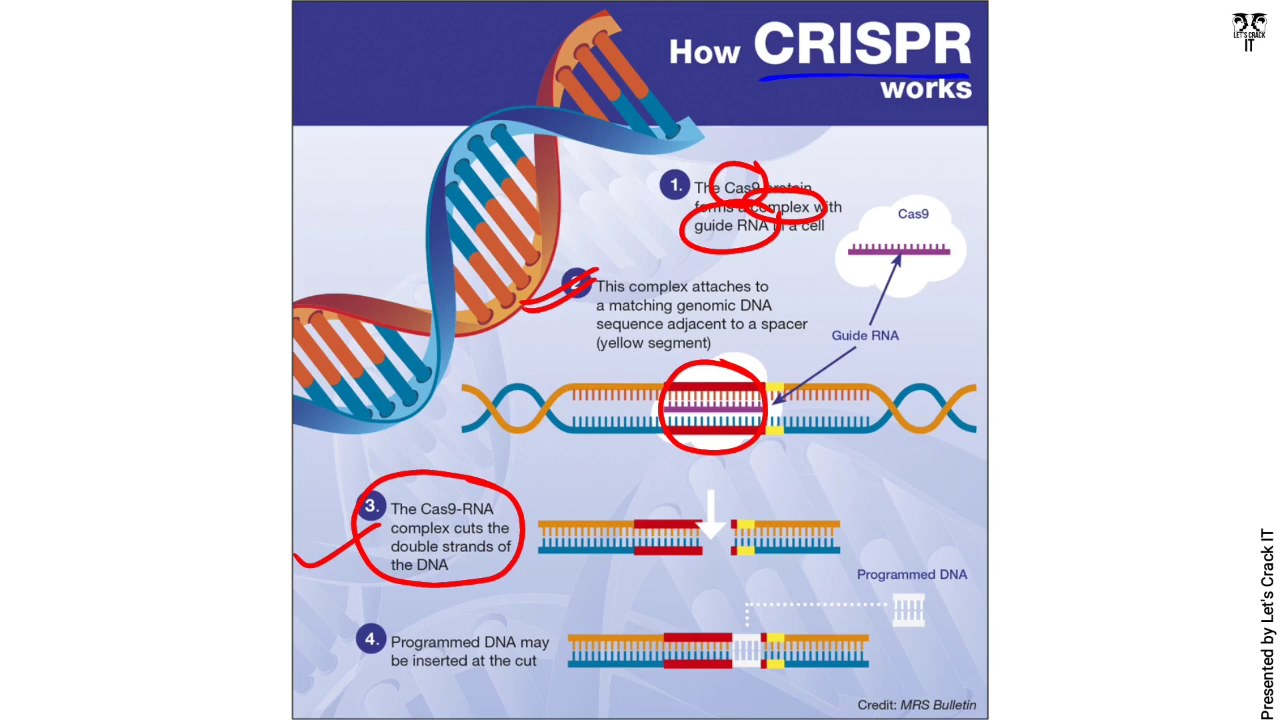 How CRISPR
works
LET'S CRACK
IT
1.
The Cas9 protein
forms a complex with
guide RNA in a cell
Cas9
2.
This complex attaches to
a matching genomic DNA
sequence adjacent to a spacer
(yellow segment)
Guide RNA
3.
The Cas9-RNA
complex cuts the
double strands of
the DNA
Programmed DNA
4.
Programmed DNA may
be inserted at the cut
Credit: MRS Bulletin
Presented by Let's Crack IT